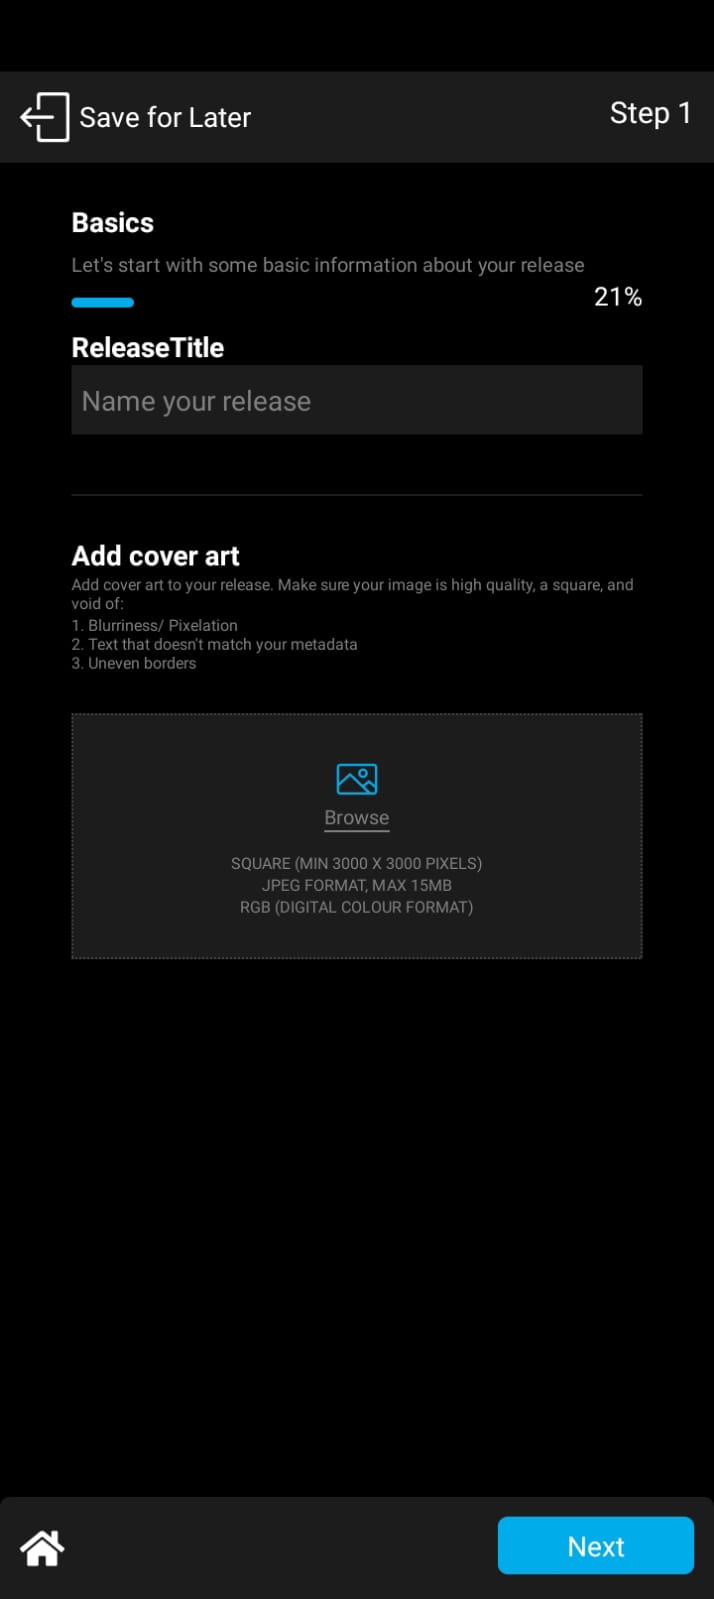 Save for Later
Step 1
Basics
Let's start with some basic information about your release
21%
ReleaseTitle
Name your release
Add cover art
Add cover art to your release. Make sure your image is high quality, a square, and
void of:
1. Blurriness/ Pixelation
2. Text that doesn't match your metadata
3. Uneven borders
Browse
SQUARE (MIN 3000 X 3000 PIXELS)
JPEG FORMAT, MAX 15MB
RGB (DIGITAL COLOUR FORMAT)
Next